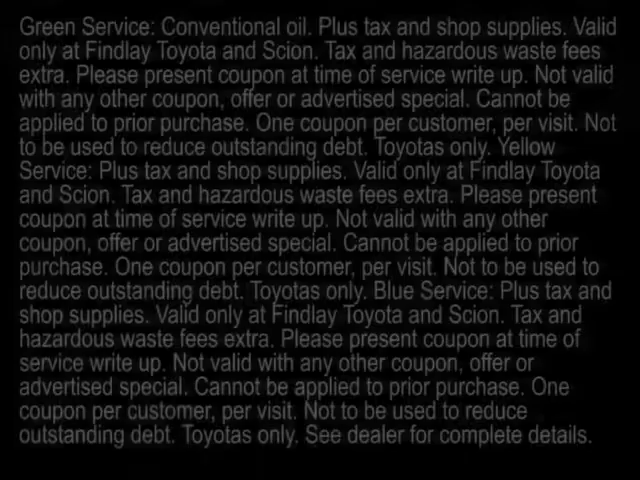 Green Service: Conventional oil. Plus tax and shop supplies. Valid
only at Findlay Toyota and Scion. Tax and hazardous waste fees
extra. Please present coupon at time of service write up. Not valid
with any other coupon, offer or advertised special. Cannot be
applied to prior purchase. One coupon per customer, per visit. Not
to be used to reduce outstanding debt. Toyotas only. Yellow
Service: Plus tax and shop supplies. Valid only at Findlay Toyota
and Scion. Tax and hazardous waste fees extra. Please present
coupon at time of service write up. Not valid with any other
coupon, offer or advertised special. Cannot be applied to prior
purchase. One coupon per customer, per visit. Not to be used to
reduce outstanding debt. Toyotas only. Blue Service: Plus tax and
shop supplies. Valid only at Findlay Toyota and Scion. Tax and
hazardous waste fees extra. Please present coupon at time of
service write up. Not valid with any other coupon, offer or
advertised special. Cannot be applied to prior purchase. One
coupon per customer, per visit. Not to be used to reduce
outstanding debt. Toyotas only. See dealer for complete details.